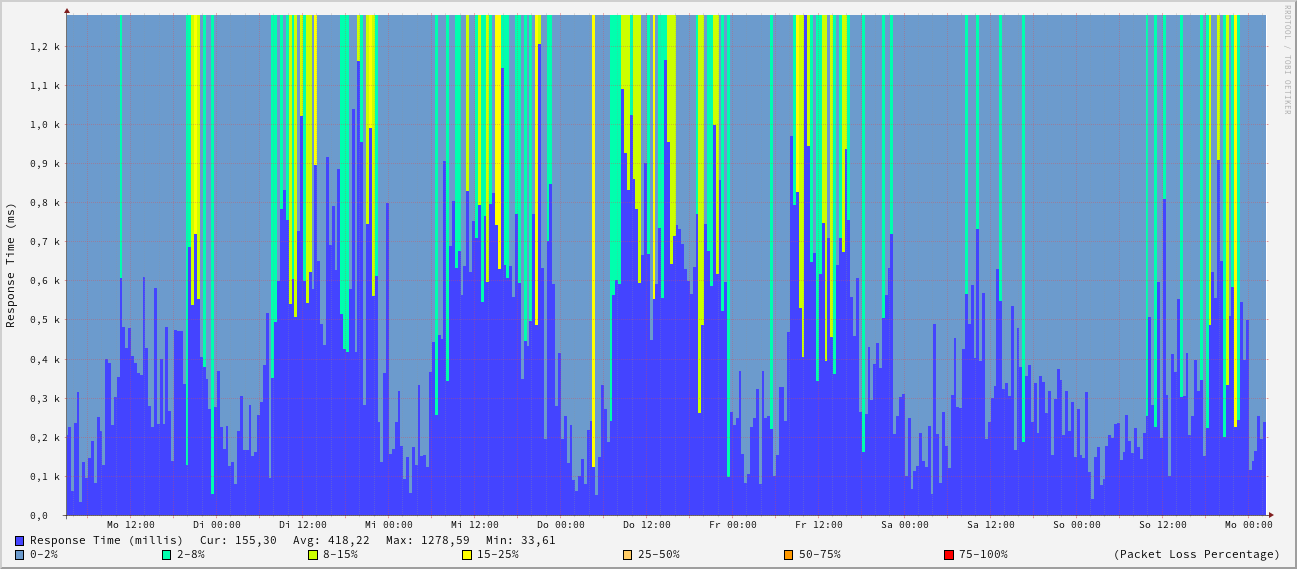 RRDTOOL / TOBI OETIKER
Response Time (ms)
1,2 k
1,1 k
1,0 k
0,9 k
0,8 k
0,7 k
0,6 k
0,5 k
0,4 k
0,3 k
0,2 k
0,1 k
0,0
Mo 12:00 Di 00:00 Di 12:00 Mi 00:00 Mi 12:00 Do 00:00 Do 12:00 Fr 00:00 Fr 12:00 Sa 00:00 Sa 12:00 So 00:00 So 12:00 Mo 00:00
Response Time (millis) Cur: 155,30 Avg: 418,22 Max: 1278,59 Min: 33,61
0-2% 2-8% 8-15% 15-25% 25-50% 50-75% 75-100% (Packet Loss Percentage)